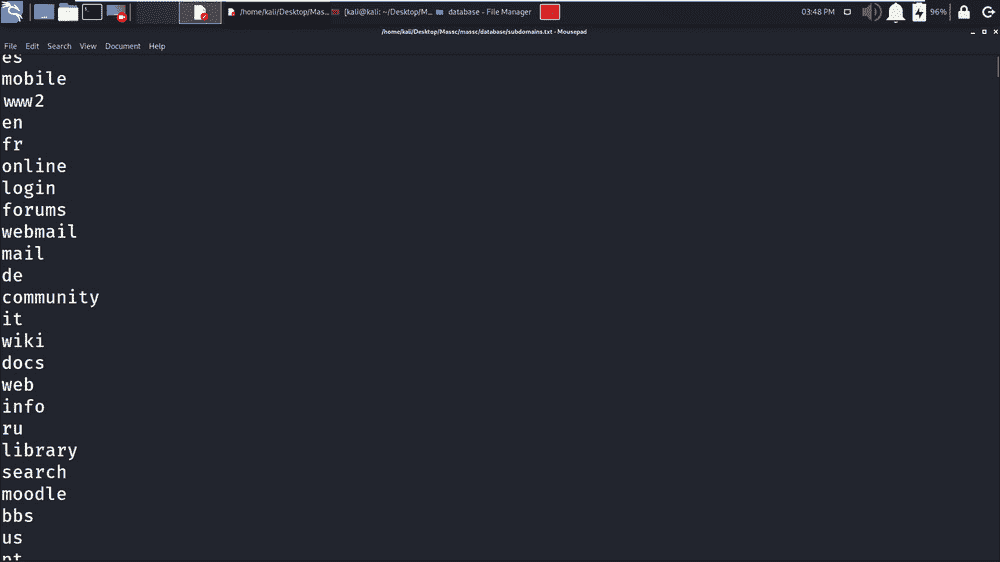 /home/kali/Desktop/Mas... [kali@kali: ~/Desktop/M... database - File Manager 03:48 PM 96%
/home/kali/Desktop/Massc/massc/database/subdomains.txt - Mousepad
File Edit Search View Document Help
es
mobile
www2
en
fr
online
login
forums
webmail
mail
de
community
it
wiki
docs
web
info
ru
library
search
moodle
bbs
us